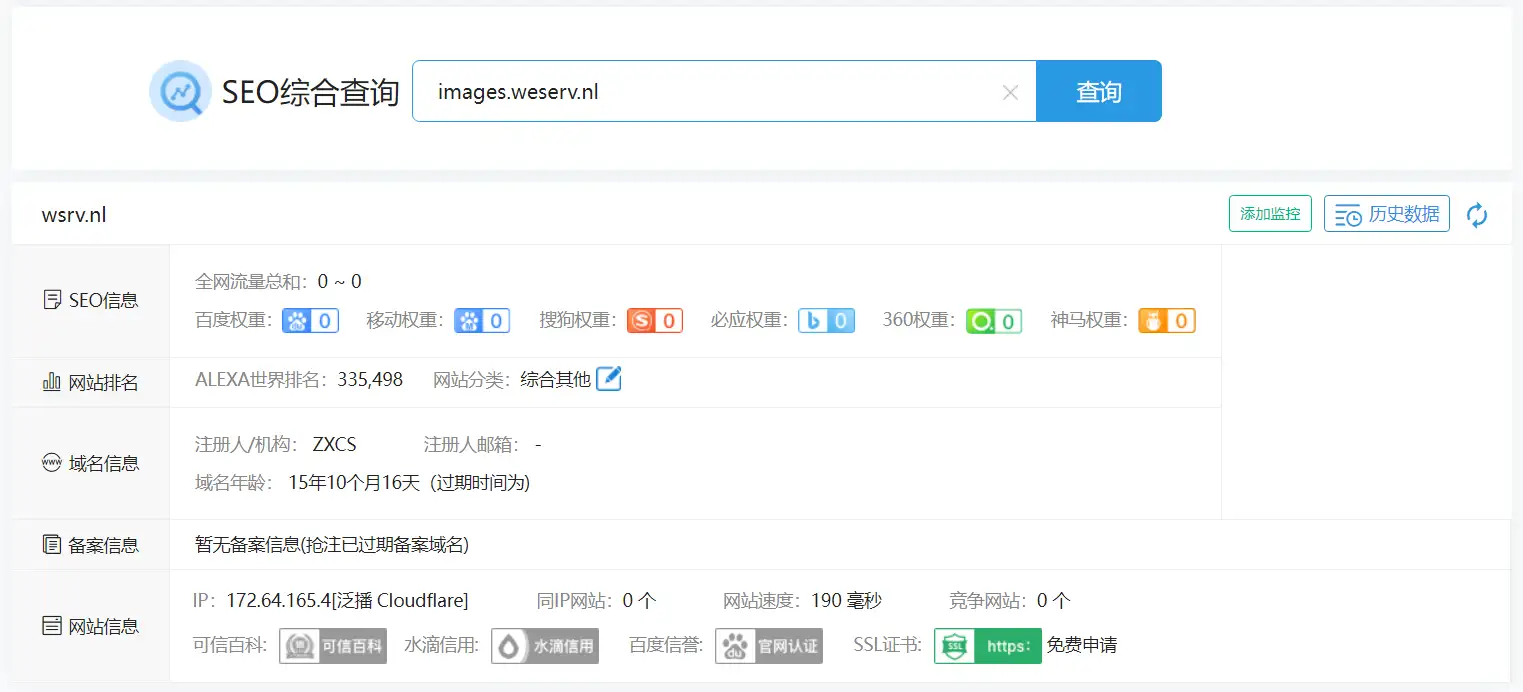 SEO综合查询 images.weserv.nl 查询
wsrv.nl 添加监控 历史数据
SEO信息
全网流量总和: 0 ~ 0
百度权重: 0 移动权重: 0 搜狗权重: S 0 必应权重: b 0 360权重: 0 神马权重: 0
网站排名 ALEXA世界排名: 335,498 网站分类: 综合其他
域名信息
注册人/机构: ZXCS 注册人邮箱: -
域名年龄: 15年10个月16天 (过期时间为)
备案信息 暂无备案信息(抢注已过期备案域名)
网站信息
IP: 172.64.165.4[泛播 Cloudflare] 同IP网站: 0 个 网站速度: 190 毫秒 竞争网站: 0 个
可信百科: 可信百科 水滴信用: 水滴信用 百度信誉: du 官网认证 SSL证书: SSL https: 免费申请